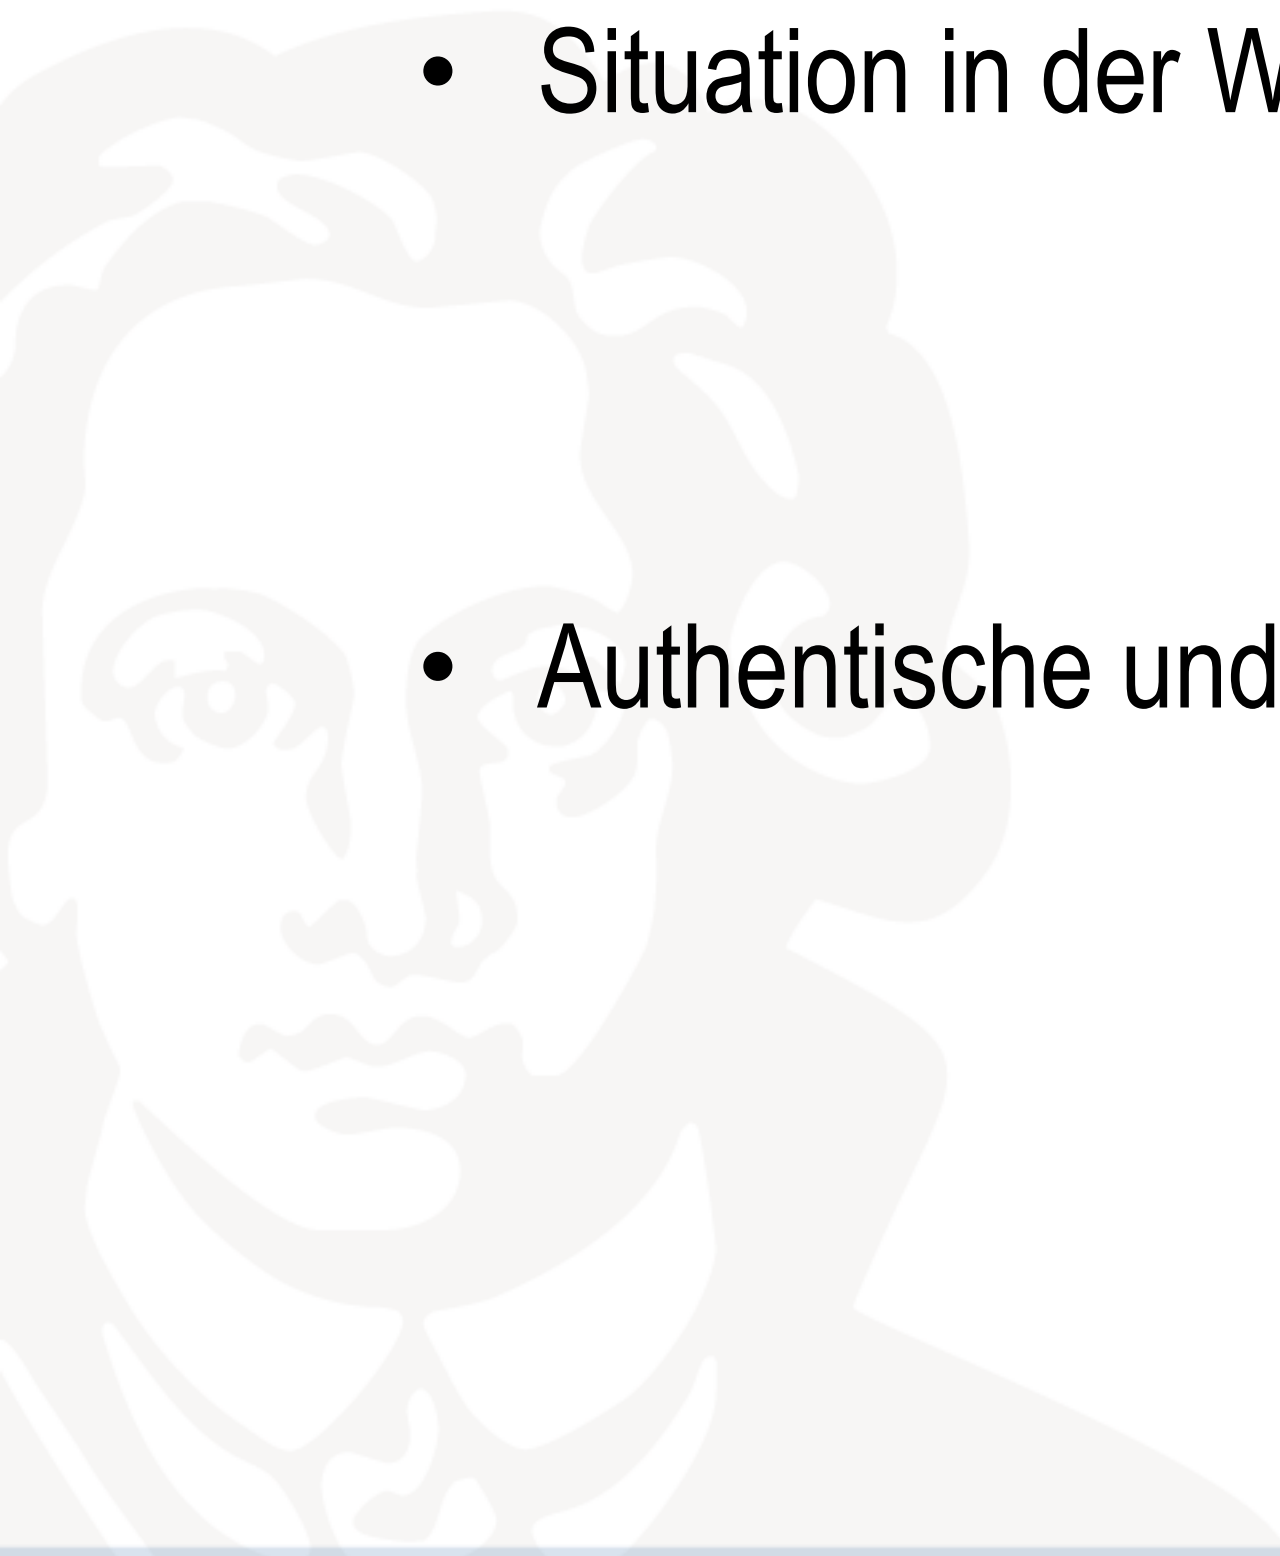 • Situation in der W
• Authentische und